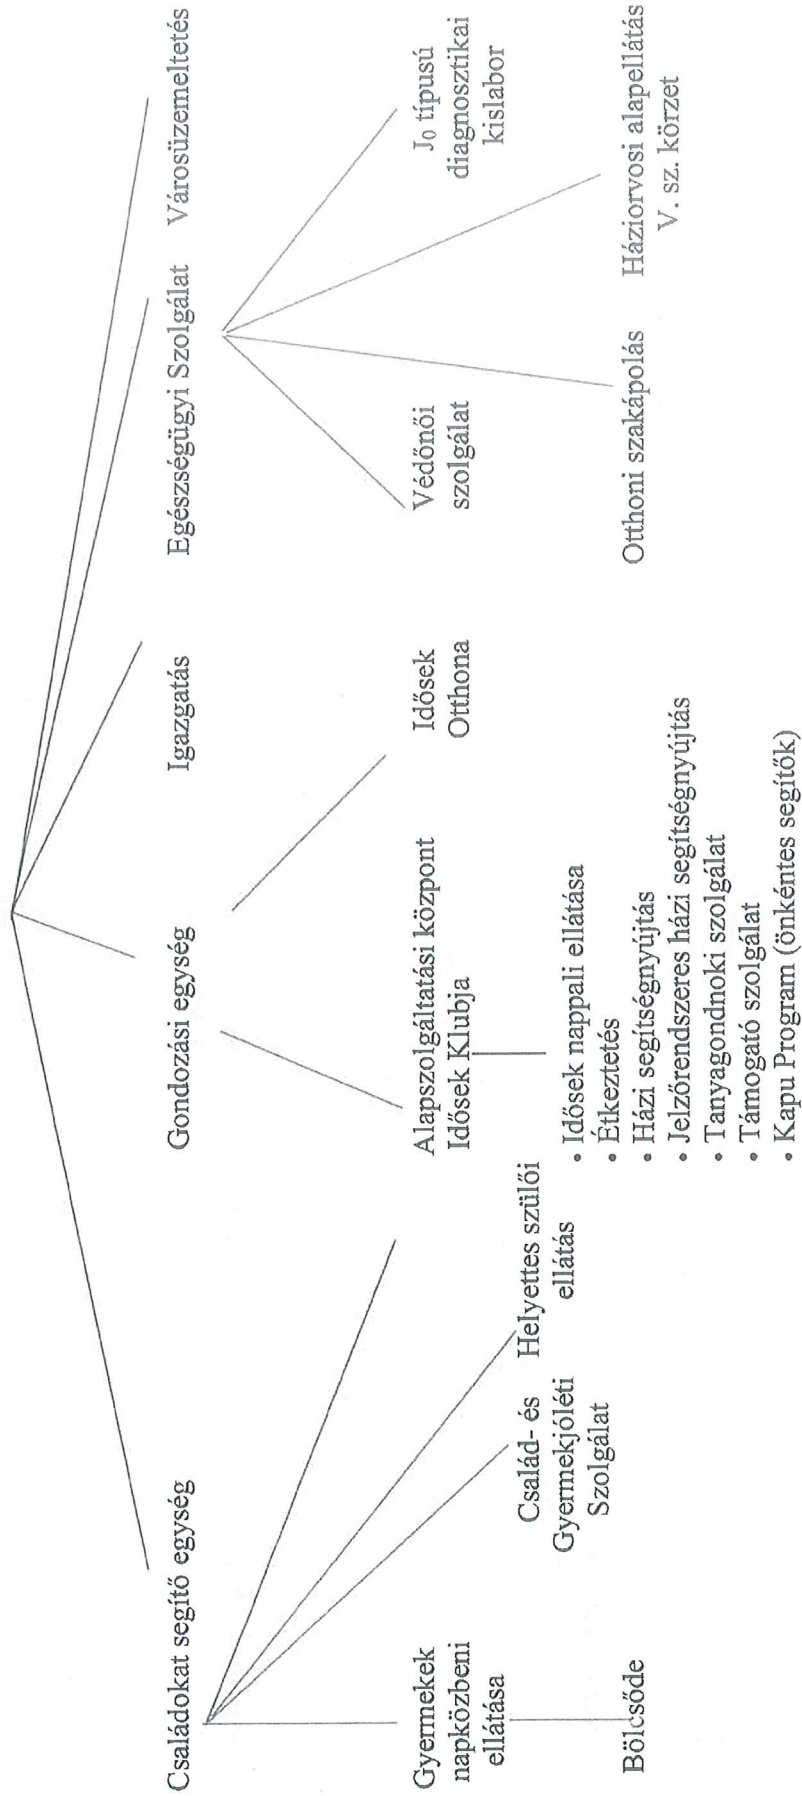 Családokat segítő egység
Gondozási egység
Igazgatás
Egészségügyi Szolgálat
Városüzemeltetés
Gyermekek
napközbeni
ellátása
Bölcsőde
Család- és
Gyermekjóléti
Szolgálat
Helyettes szülői
ellátás
Alapszolgáltatási központ
Idősek Klubja
• Idősek nappali ellátása
• Étkeztetés
• Házi segítségnyújtás
• Jelzőrendszeres házi segítségnyújtás
• Tanyagondnoki szolgálat
• Támogató szolgálat
• Kapu Program (önkéntes segítők)
Idősek
Otthona
Védőnői
szolgálat
J₀ típusú
diagnosztikai
kislabor
Otthoni szakápolás
Háziorvosi alapellátás
V. sz. körzet